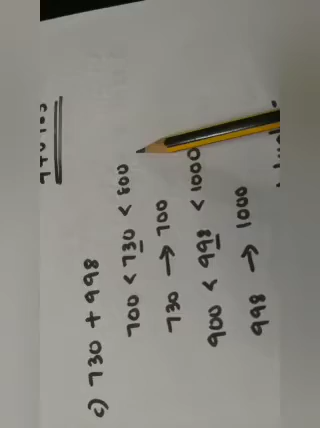 c) 730 + 998
700 < 730 < 800
730 → 700
900 < 998 < 1000
998 → 1000